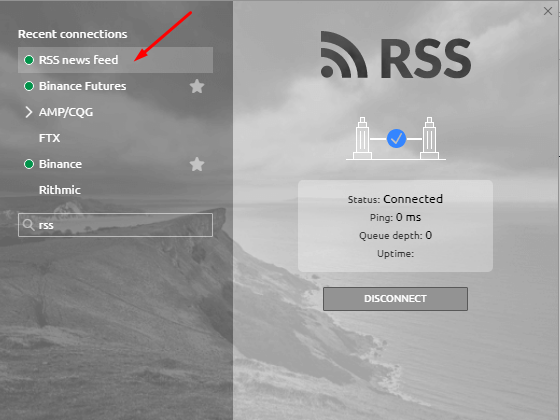 Recent connections
RSS news feed
Binance Futures
AMP/CQG
FTX
Binance
Rithmic
rss
RSS
Status: Connected
Ping: 0 ms
Queue depth: 0
Uptime:
DISCONNECT